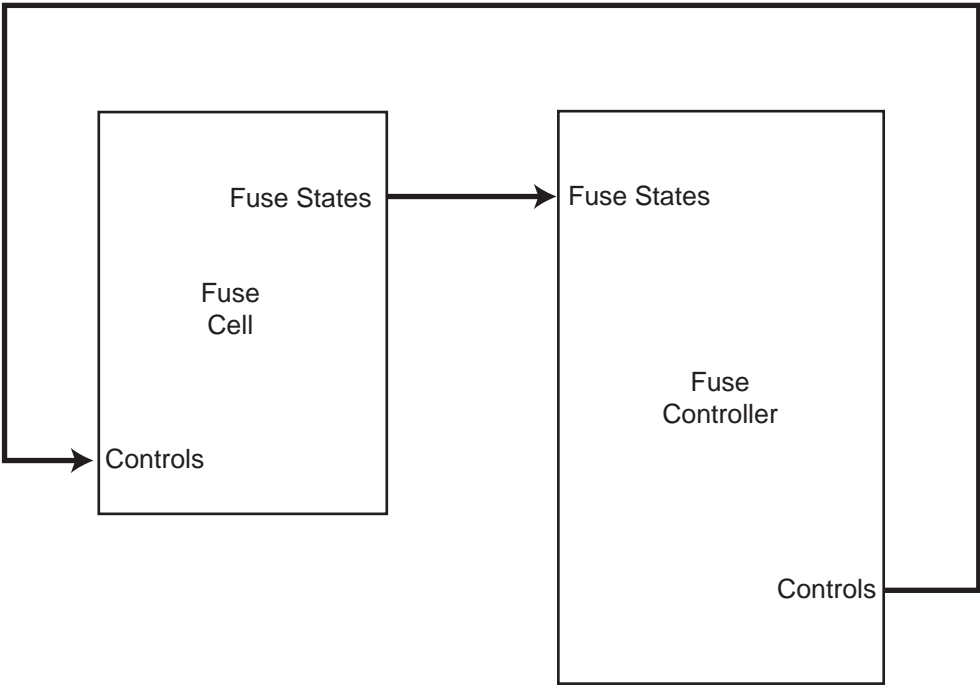 Fuse States
Fuse
Cell
Controls
Fuse States
Fuse
Controller
Controls